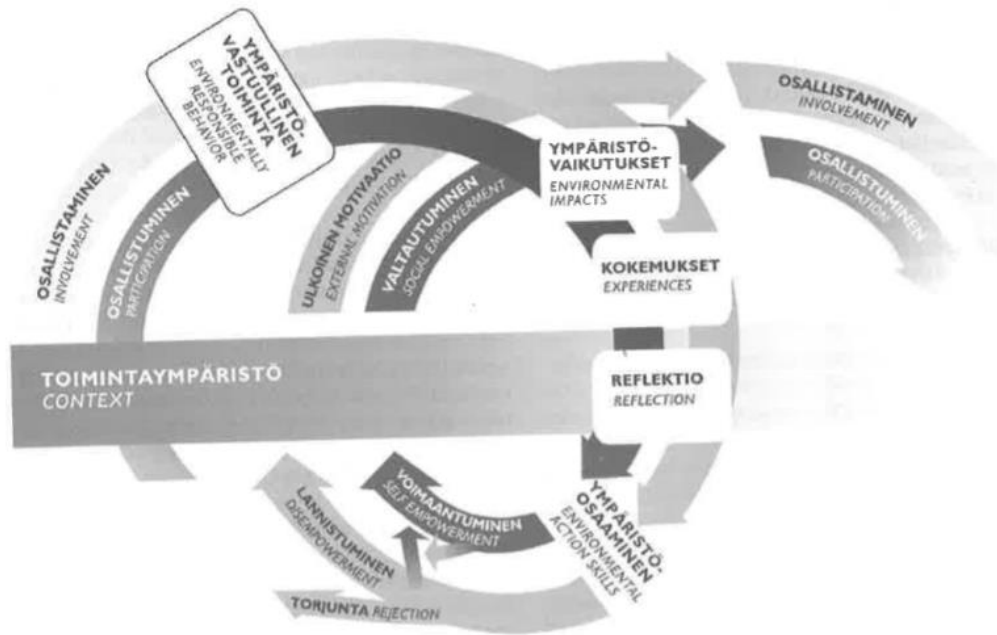 YMPÄRISTÖ-
VASTUULLINEN
TOIMINTA
ENVIRONMENTALLY
RESPONSIBLE
BEHAVIOR
OSALLISTAMINEN
INVOLVEMENT
OSALLISTUMINEN
PARTICIPATION
ULKOINEN MOTIVAATIO
EXTERNAL MOTIVATION
VALTAUTUMINEN
SOCIAL EMPOWERMENT
YMPÄRISTÖ-
VAIKUTUKSET
ENVIRONMENTAL
IMPACTS
OSALLISTAMINEN
INVOLVEMENT
OSALLISTUMINEN
PARTICIPATION
KOKEMUKSET
EXPERIENCES
TOIMINTAYMPÄRISTÖ
CONTEXT
REFLEKTIO
REFLECTION
YMPÄRISTÖ-
OSAAMINEN
ENVIRONMENTAL
ACTION SKILLS
VOIMAANTUMINEN
SELF EMPOWERMENT
LANNISTUMINEN
DISEMPOWERMENT
TORJUNTA REJECTION